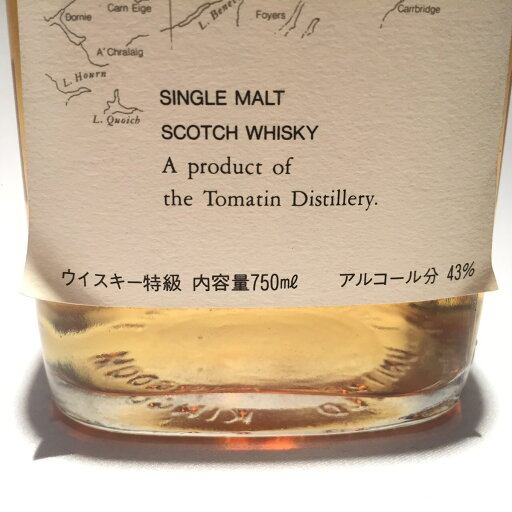 Dornie
Carn Eige
L. Bene
Foyers
Carrbridge
A' Chralaig
L. Hourn
L. Quoich
SINGLE MALT
SCOTCH WHISKY
A product of
the Tomatin Distillery.
ウイスキー特級 内容量750㎖ アルコール分 43%
KINGDOM